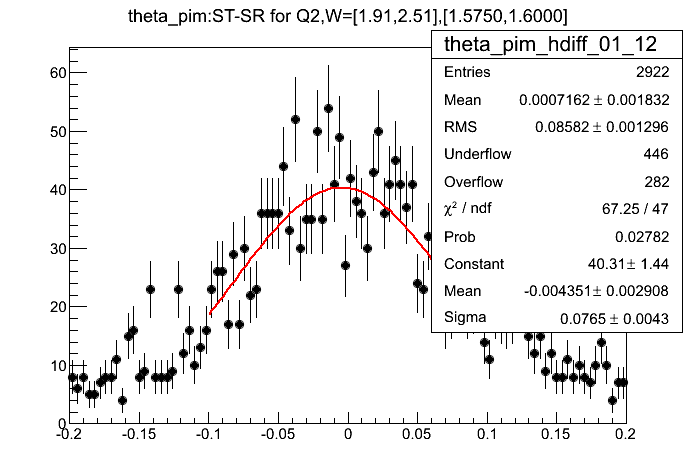 theta_pim:ST-SR for Q2,W=[1.91,2.51],[1.5750,1.6000]
theta_pim_hdiff_01_12
Entries 2922
Mean 0.0007162 ± 0.001832
RMS 0.08582 ± 0.001296
Underflow 446
Overflow 282
χ² / ndf 67.25 / 47
Prob 0.02782
Constant 40.31 ± 1.44
Mean -0.004351 ± 0.002908
Sigma 0.0765 ± 0.0043
60
50
40
30
20
10
0
-0.2 -0.15 -0.1 -0.05 0 0.05 0.1 0.15 0.2